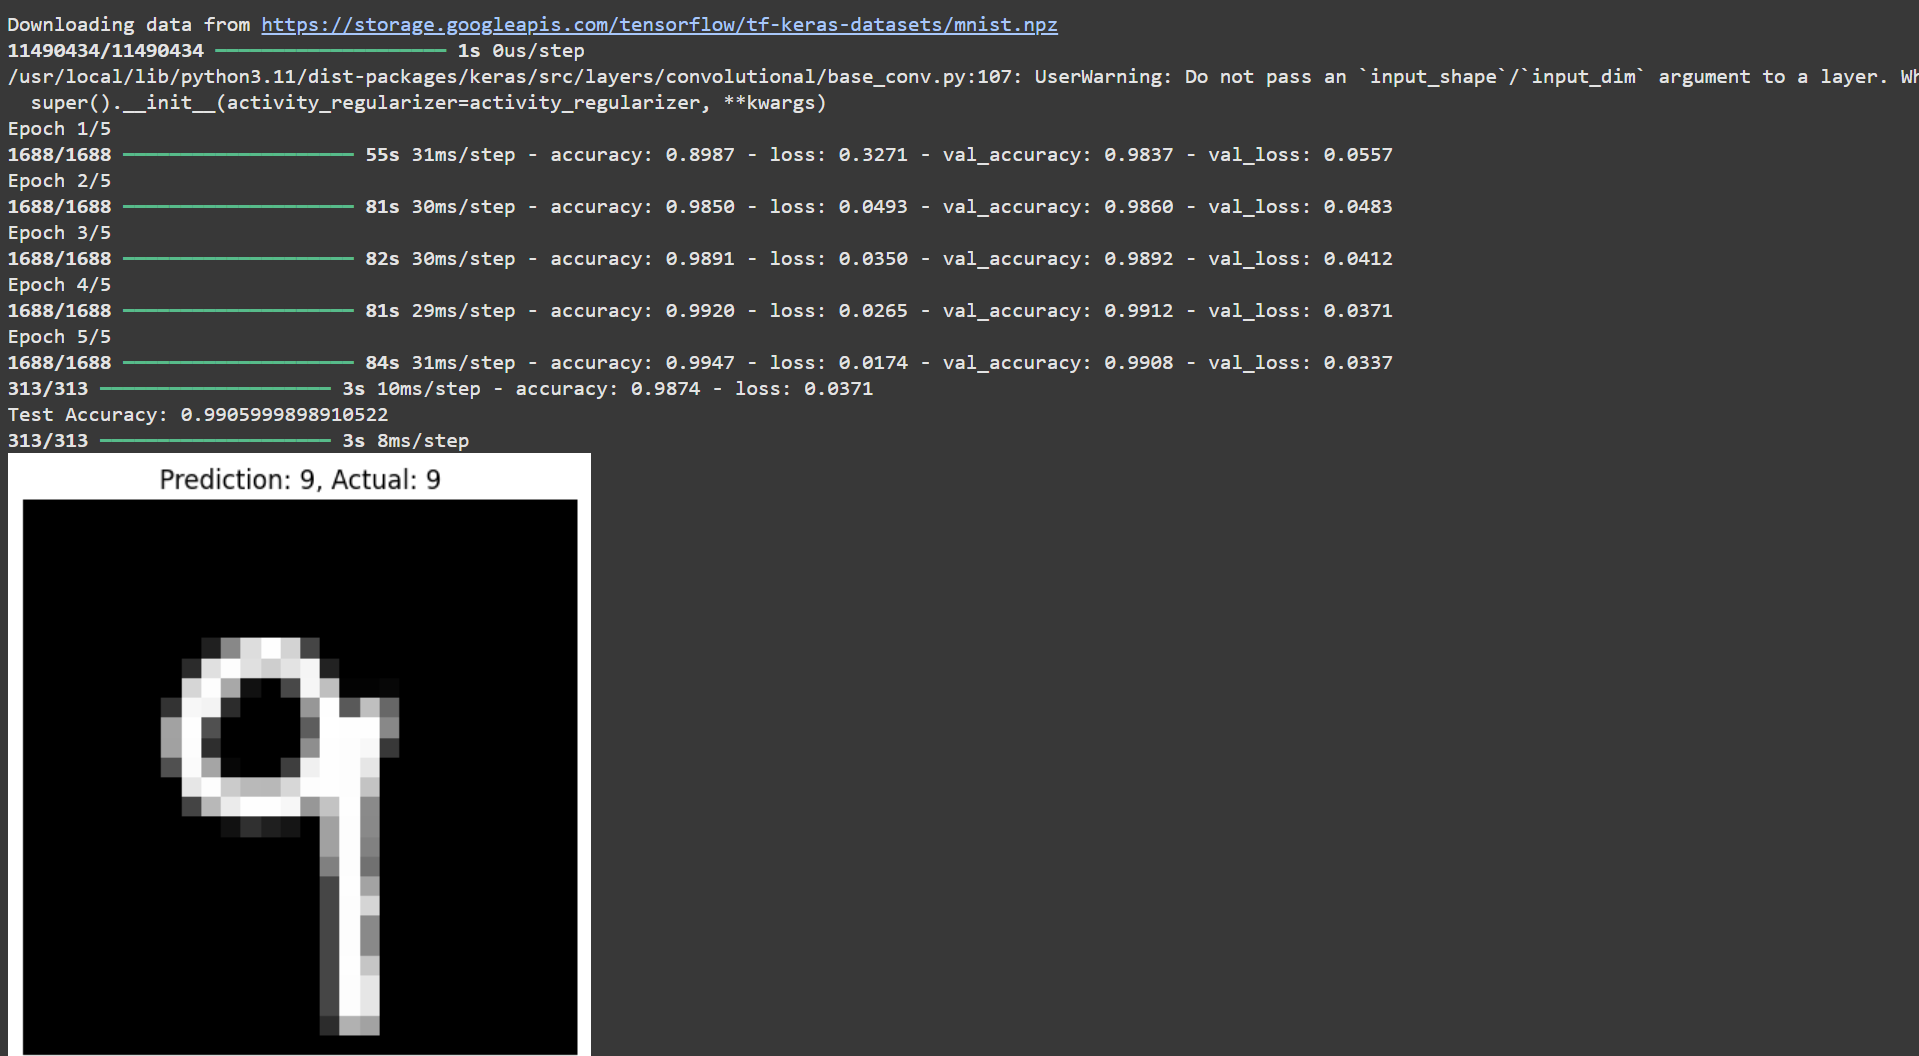 Downloading data from https://storage.googleapis.com/tensorflow/tf-keras-datasets/mnist.npz
11490434/11490434 ━━━━━━━━━━━━━━━━━━━━ 1s 0us/step
/usr/local/lib/python3.11/dist-packages/keras/src/layers/convolutional/base_conv.py:107: UserWarning: Do not pass an `input_shape`/`input_dim` argument to a layer. Wh
super().__init__(activity_regularizer=activity_regularizer, **kwargs)
Epoch 1/5
1688/1688 ━━━━━━━━━━━━━━━━━━━━ 55s 31ms/step - accuracy: 0.8987 - loss: 0.3271 - val_accuracy: 0.9837 - val_loss: 0.0557
Epoch 2/5
1688/1688 ━━━━━━━━━━━━━━━━━━━━ 81s 30ms/step - accuracy: 0.9850 - loss: 0.0493 - val_accuracy: 0.9860 - val_loss: 0.0483
Epoch 3/5
1688/1688 ━━━━━━━━━━━━━━━━━━━━ 82s 30ms/step - accuracy: 0.9891 - loss: 0.0350 - val_accuracy: 0.9892 - val_loss: 0.0412
Epoch 4/5
1688/1688 ━━━━━━━━━━━━━━━━━━━━ 81s 29ms/step - accuracy: 0.9920 - loss: 0.0265 - val_accuracy: 0.9912 - val_loss: 0.0371
Epoch 5/5
1688/1688 ━━━━━━━━━━━━━━━━━━━━ 84s 31ms/step - accuracy: 0.9947 - loss: 0.0174 - val_accuracy: 0.9908 - val_loss: 0.0337
313/313 ━━━━━━━━━━━━━━━━━━━━ 3s 10ms/step - accuracy: 0.9874 - loss: 0.0371
Test Accuracy: 0.9905999898910522
313/313 ━━━━━━━━━━━━━━━━━━━━ 3s 8ms/step
Prediction: 9, Actual: 9
9